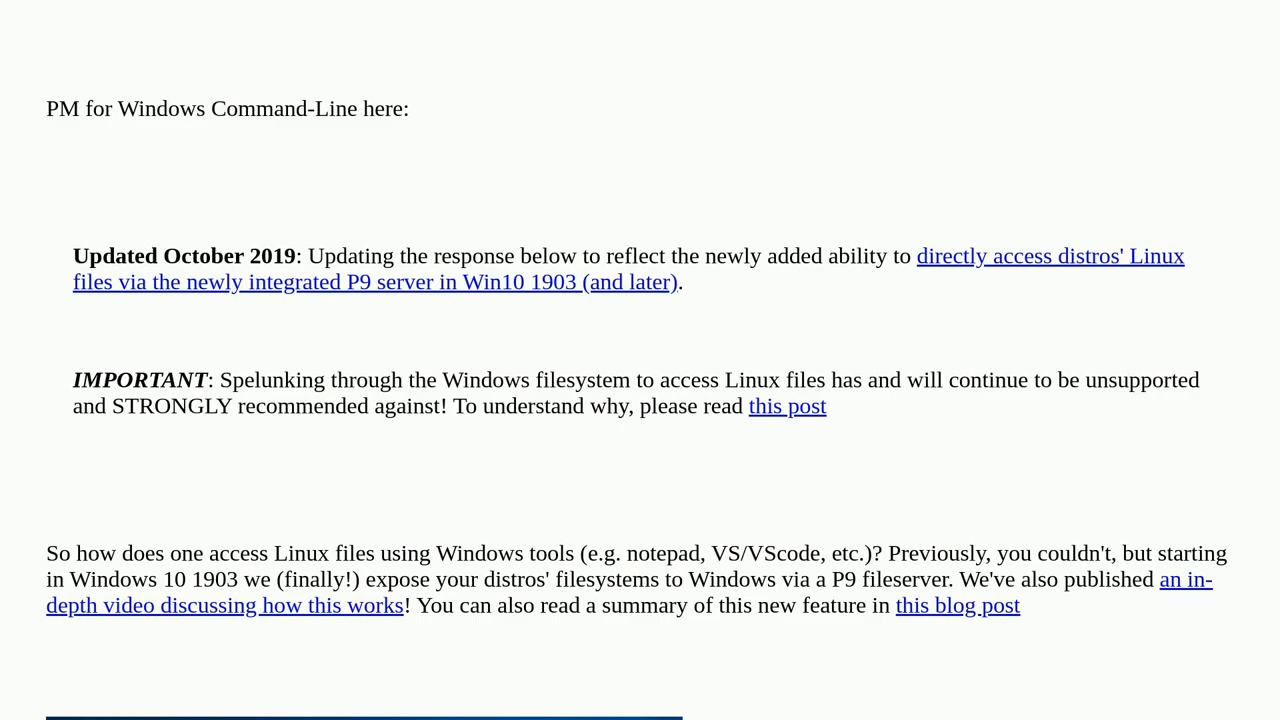 PM for Windows Command-Line here:
Updated October 2019: Updating the response below to reflect the newly added ability to directly access distros' Linux
files via the newly integrated P9 server in Win10 1903 (and later).
IMPORTANT: Spelunking through the Windows filesystem to access Linux files has and will continue to be unsupported
and STRONGLY recommended against! To understand why, please read this post
So how does one access Linux files using Windows tools (e.g. notepad, VS/VScode, etc.)? Previously, you couldn't, but starting
in Windows 10 1903 we (finally!) expose your distros' filesystems to Windows via a P9 fileserver. We've also published an in-
depth video discussing how this works! You can also read a summary of this new feature in this blog post